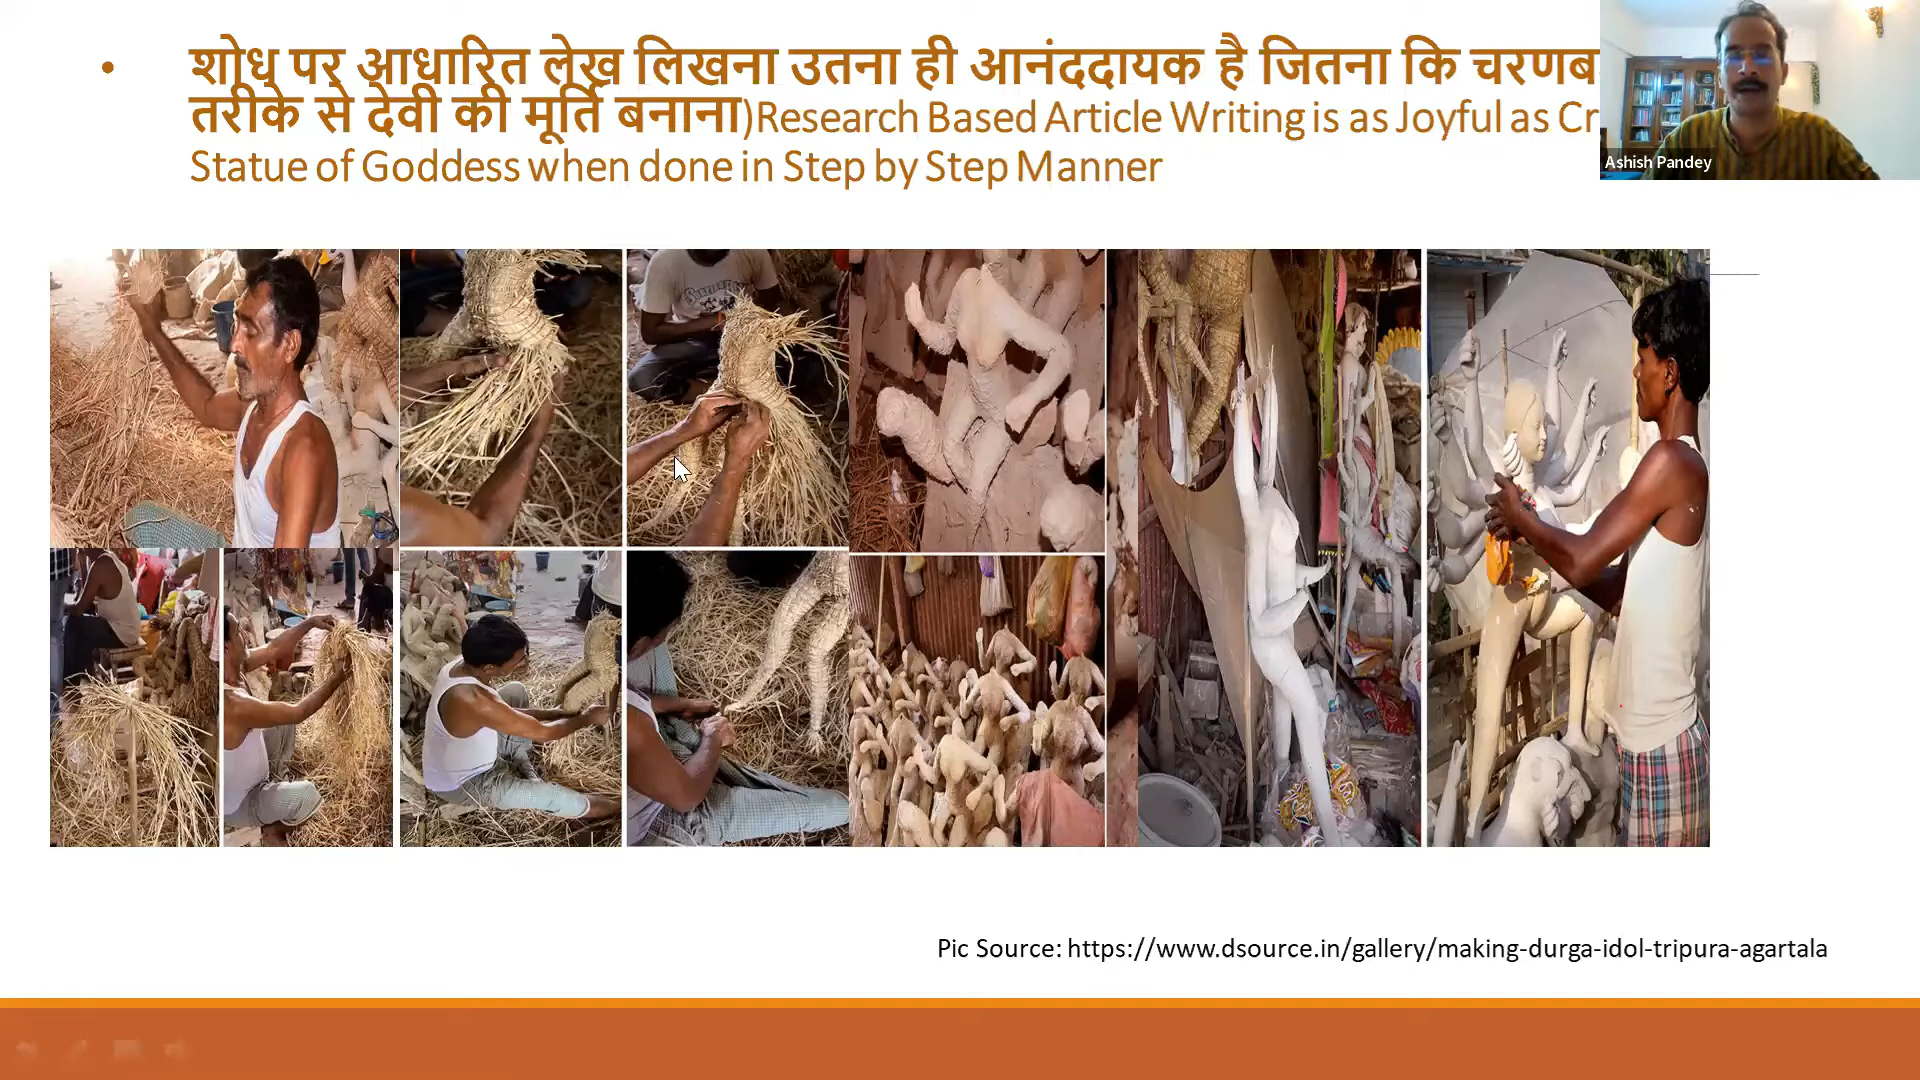 • शोध पर आधारित लेख लिखना उतना ही आनंददायक है जितना कि
तरीके से देवी की मूर्ति बनाना)Research Based Article Writing is as Joyful as
Statue of Goddess when done in Step by Step Manner
Ashish Pandey
Pic Source: https://www.dsource.in/gallery/making-durga-idol-tripura-agartala